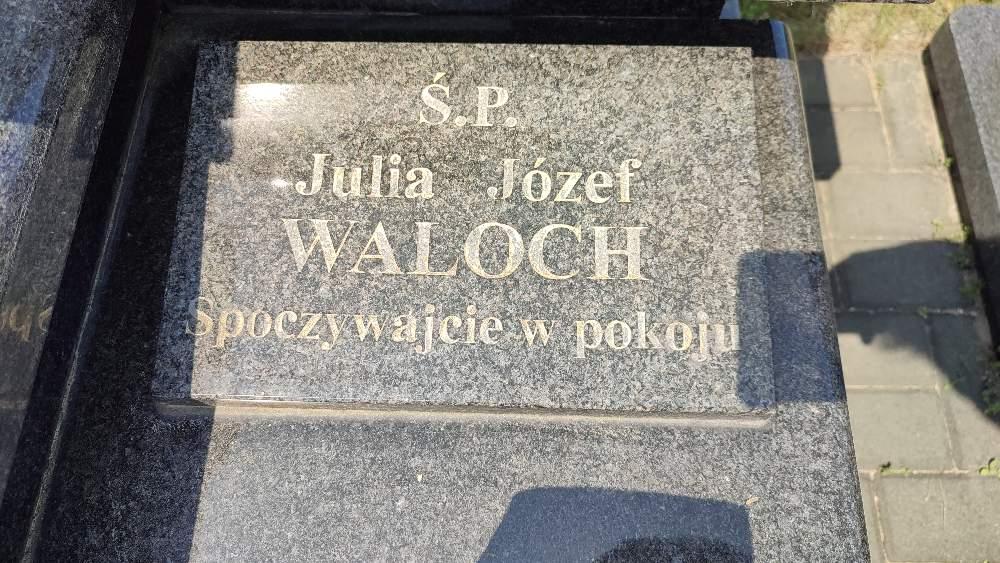 Ś.P.
Julia Józef
WALOCH
Spoczywajcie w pokoju